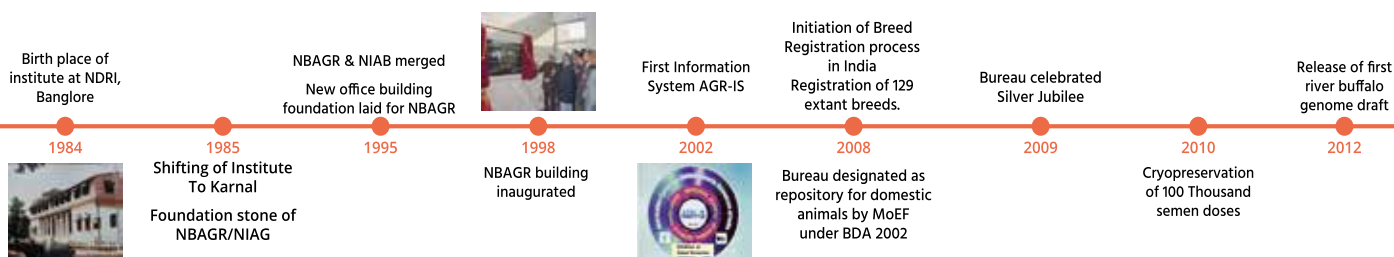 Birth place of
institute at NDRI,
Banglore
1984
1985
Shifting of Institute
To Karnal
Foundation stone of
NBAGR/NIAG
NBAGR & NIAB merged
New office building
foundation laid for NBAGR
1995
1998
NBAGR building
inaugurated
First Information
System AGR-IS
2002
AGR-IS
Initiation of Breed
Registration process
in India
Registration of 129
extant breeds.
2008
Bureau designated as
repository for domestic
animals by MoEF
under BDA 2002
Bureau celebrated
Silver Jubilee
2009
2010
Cryopreservation
of 100 Thousand
semen doses
Release of first
river buffalo
genome draft
2012